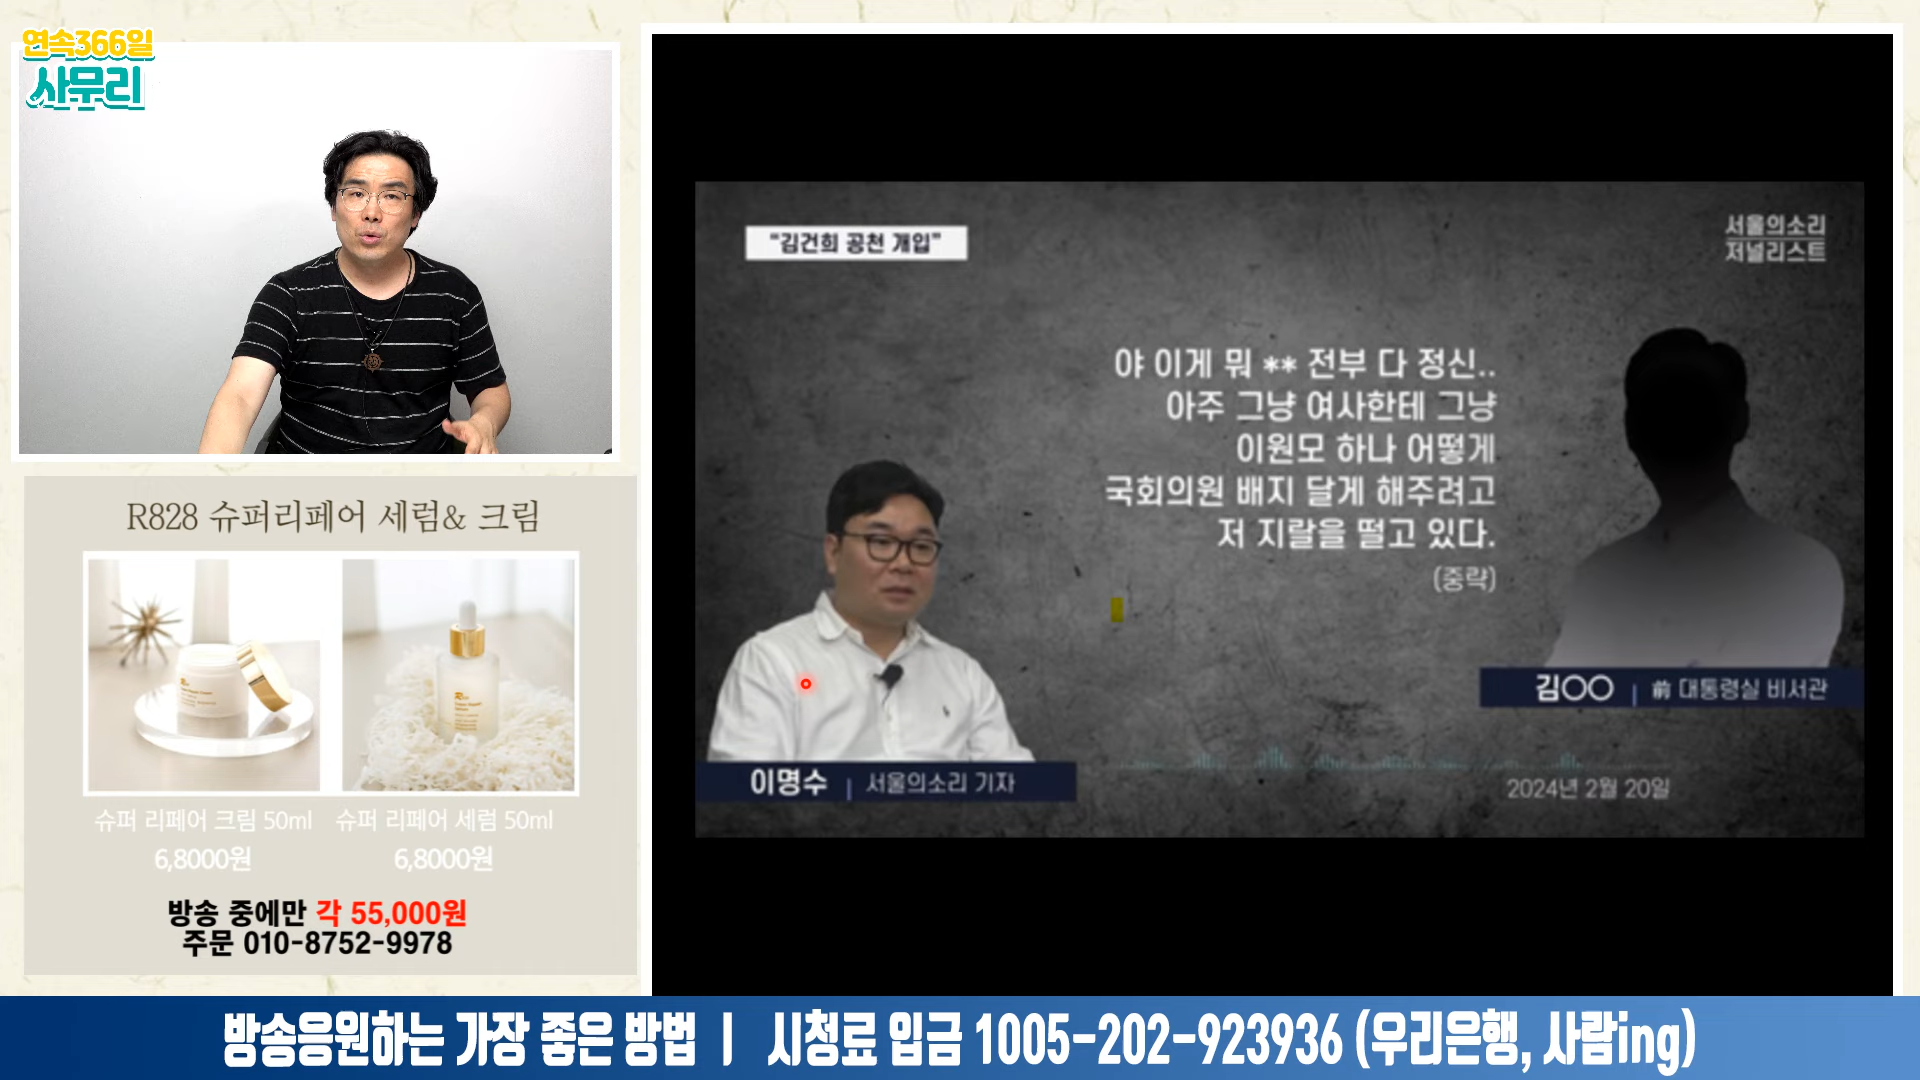 연속366일
사무리
R828 슈퍼리페어 세럼& 크림
슈퍼 리페어 크림 50ml
6,8000원
슈퍼 리페어 세럼 50ml
6,8000원
방송 중에만 각 55,000원
주문 010-8752-9978
"김건희 공천 개입"
서울의소리
저널리스트
야 이게 뭐 ** 전부 다 정신..
아주 그냥 여사한테 그냥
이원모 하나 어떻게
국회의원 배지 달게 해주려고
저 지랄을 떨고 있다.
(중략)
김○○ | 前 대통령실 비서관
이명수 | 서울의소리 기자
2024년 2월 20일
방송응원하는 가장 좋은 방법 | 시청료 입금 1005-202-923936 (우리은행, 사람ing)